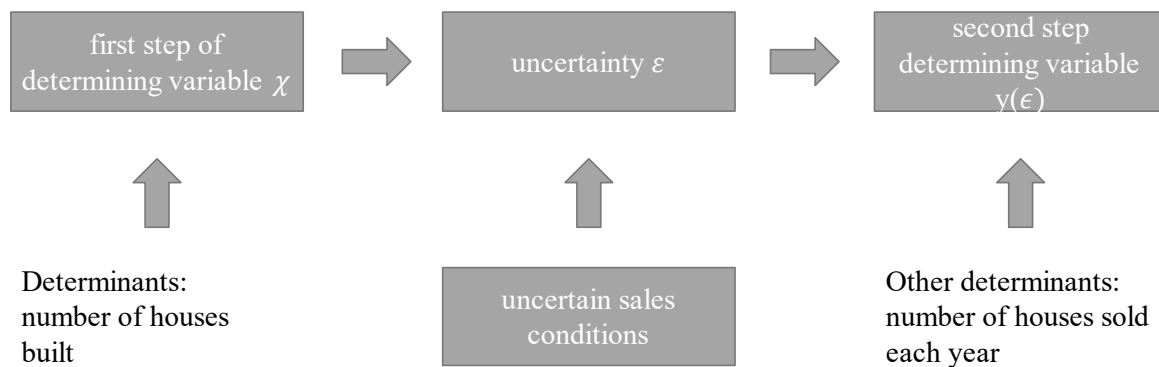 first step of
determining variable χ
uncertainty ε
second step
determining variable
y(ϵ)
Determinants:
number of houses
built
uncertain sales
conditions
Other determinants:
number of houses sold
each year